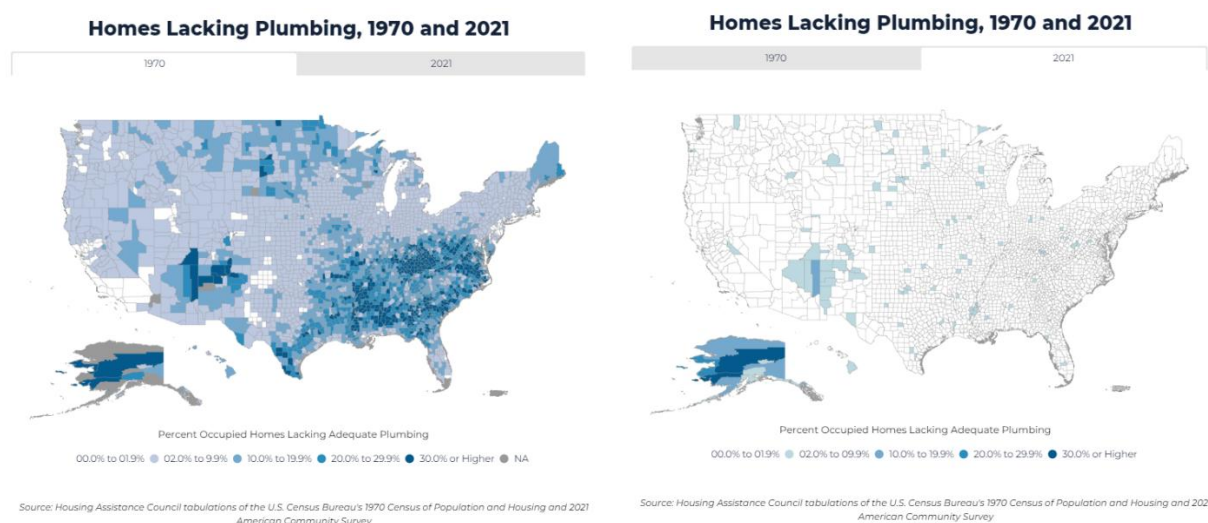 Homes Lacking Plumbing, 1970 and 2021
1970 2021
Percent Occupied Homes Lacking Adequate Plumbing
00.0% to 01.9% 02.0% to 9.9% 10.0% to 19.9% 20.0% to 29.9% 30.0% or Higher NA
Source: Housing Assistance Council tabulations of the U.S. Census Bureau's 1970 Census of Population and Housing and 2021
American Community Survey
Homes Lacking Plumbing, 1970 and 2021
1970 2021
Percent Occupied Homes Lacking Adequate Plumbing
00.0% to 01.9% 02.0% to 09.9% 10.0% to 19.9% 20.0% to 29.9% 30.0% or Higher
Source: Housing Assistance Council tabulations of the U.S. Census Bureau's 1970 Census of Population and Housing and 202
American Community Survey